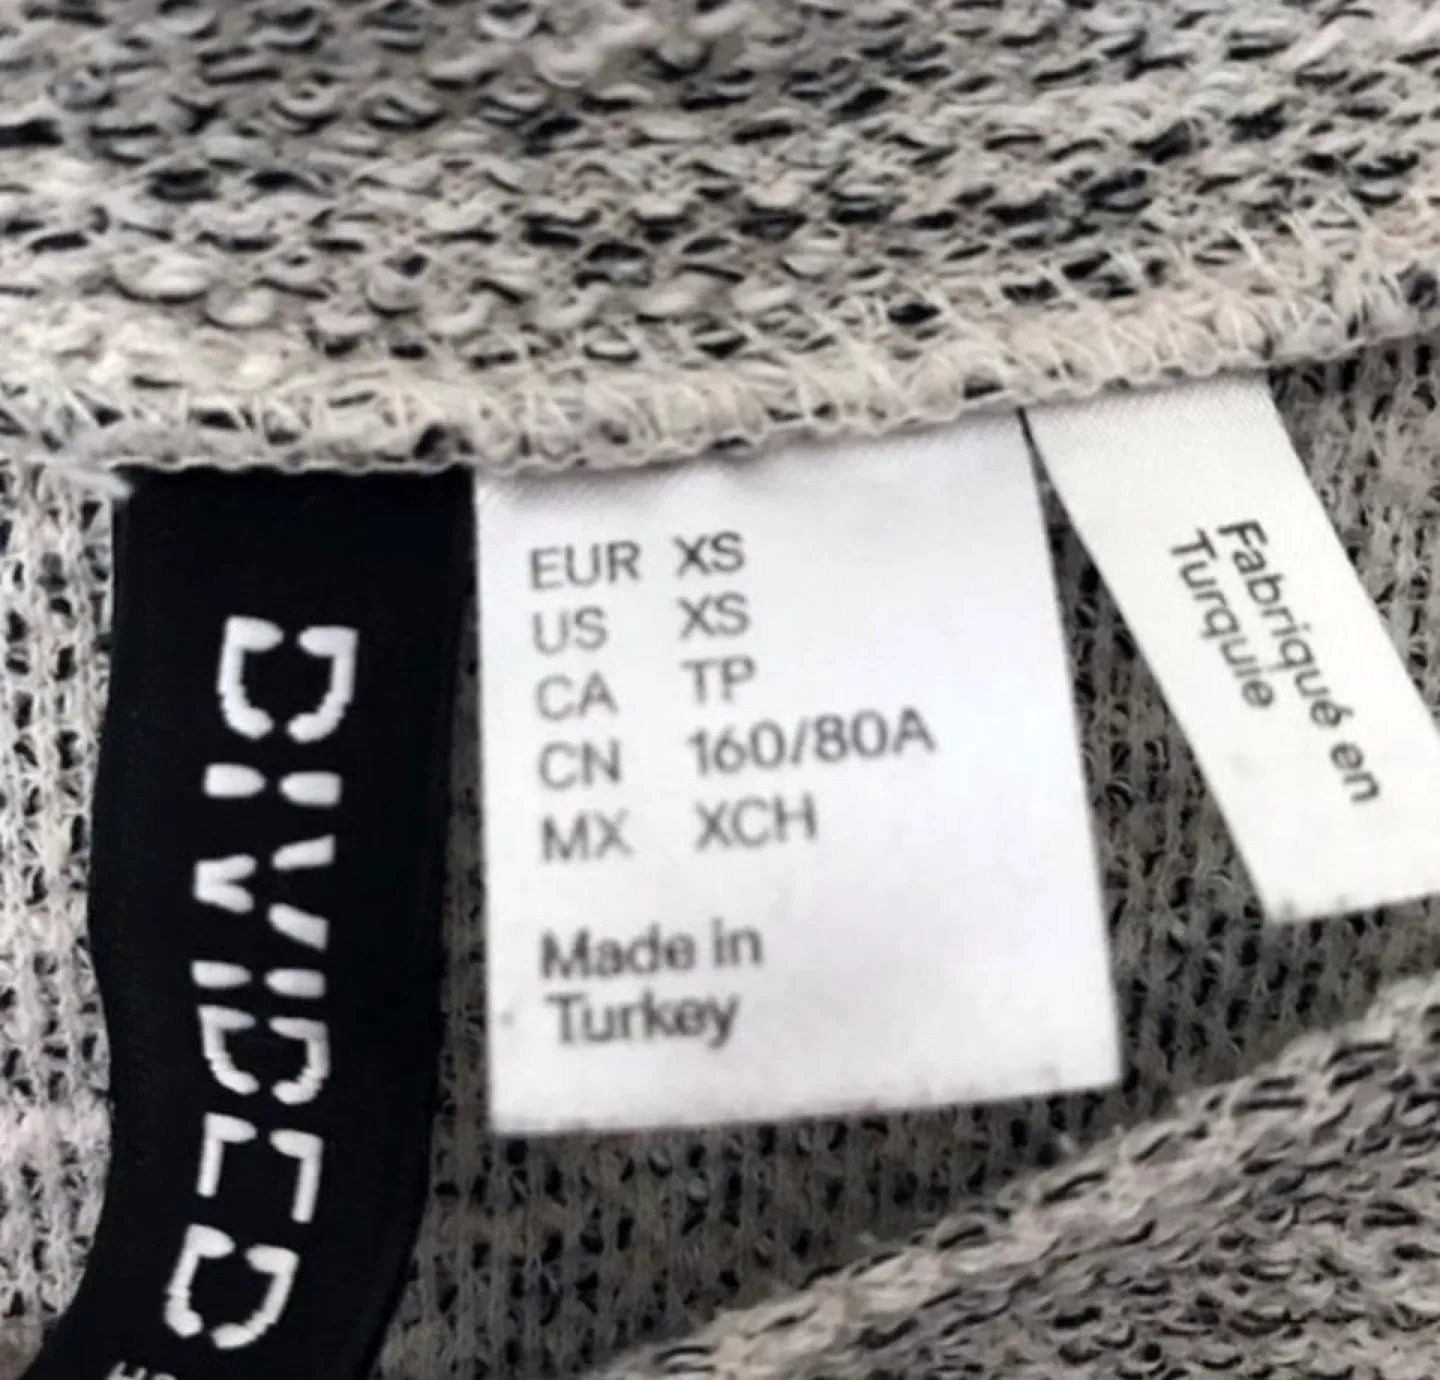 DIVIDED
EUR XS
US XS
CA TP
CN 160/80A
MX XCH
Made in
Turkey
Fabriqué en
Turquie